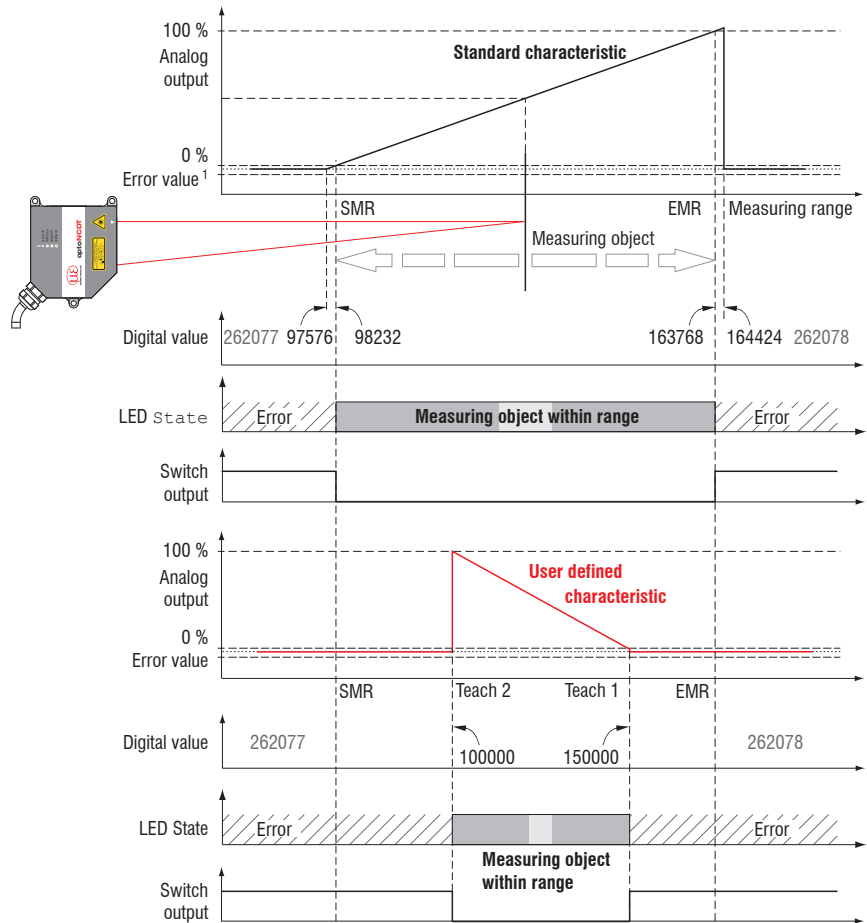 100 %
Analog
output
Standard characteristic
0 %
Error value 1
SMR
EMR
Measuring range
Measuring object
optoNCDT
Digital value
262077
97576
98232
163768
164424
262078
LED State
Error
Measuring object within range
Error
Switch
output
100 %
Analog
output
User defined
characteristic
0 %
Error value
SMR
Teach 2
Teach 1
EMR
Digital value
262077
100000
150000
262078
LED State
Error
Error
Measuring object
within range
Switch
output